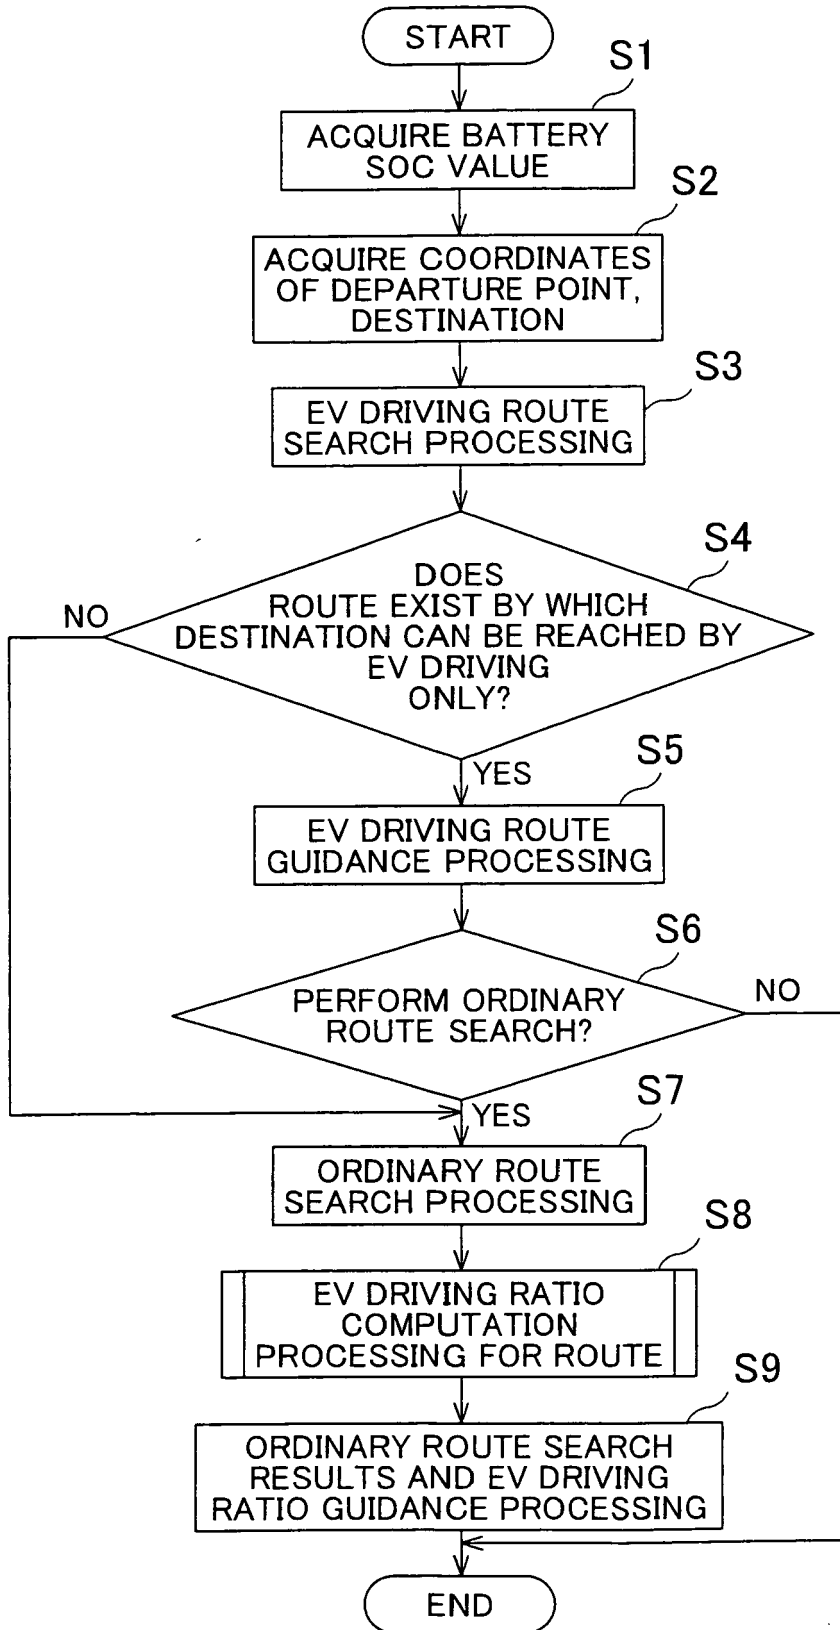 START
S1
ACQUIRE BATTERY
SOC VALUE
S2
ACQUIRE COORDINATES
OF DEPARTURE POINT,
DESTINATION
S3
EV DRIVING ROUTE
SEARCH PROCESSING
S4
DOES
ROUTE EXIST BY WHICH
DESTINATION CAN BE REACHED BY
EV DRIVING
ONLY?
NO
YES
S5
EV DRIVING ROUTE
GUIDANCE PROCESSING
S6
PERFORM ORDINARY
ROUTE SEARCH?
NO
YES
S7
ORDINARY ROUTE
SEARCH PROCESSING
S8
EV DRIVING RATIO
COMPUTATION
PROCESSING FOR ROUTE
S9
ORDINARY ROUTE SEARCH
RESULTS AND EV DRIVING
RATIO GUIDANCE PROCESSING
END